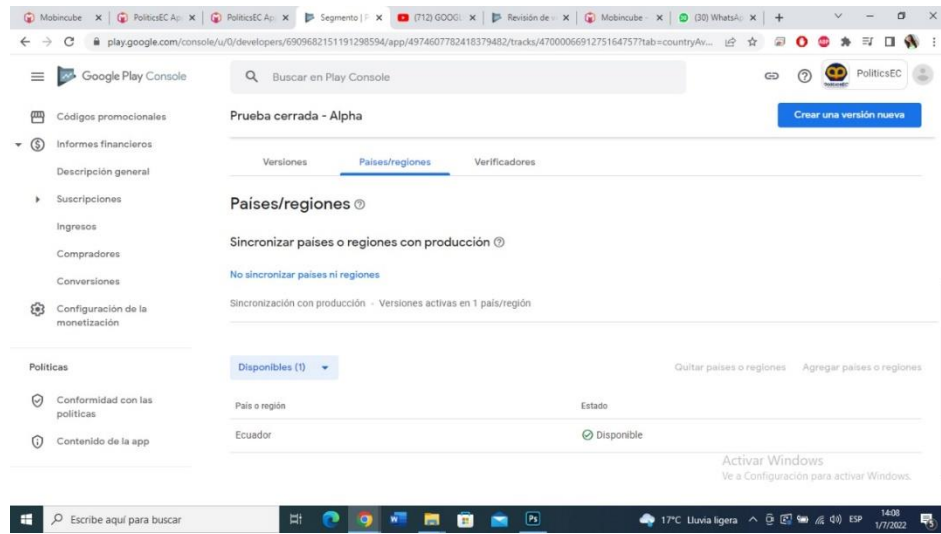 Mobincube
PoliticsEC Ap
PoliticsEC Ap
Segmento | P
(712) GOOGL
Revisión de v
Mobincube -
(30) WhatsAp
play.google.com/console/u/0/developers/6909682151191298594/app/4974607782418379482/tracks/4700066691275164757?tab=countryAv...
Google Play Console
Buscar en Play Console
PoliticsEC
Códigos promocionales
Informes financieros
Descripción general
Suscripciones
Ingresos
Compradores
Conversiones
Configuración de la
monetización
Políticas
Conformidad con las
políticas
Contenido de la app
Prueba cerrada - Alpha
Crear una versión nueva
Versiones
Países/regiones
Verificadores
Países/regiones
Sincronizar países o regiones con producción
No sincronizar países ni regiones
Sincronización con producción - Versiones activas en 1 país/región
Disponibles (1)
Quitar países o regiones
Agregar países o regiones
País o región
Estado
Ecuador
Disponible
Activar Windows
Ve a Configuración para activar Windows.
Escribe aquí para buscar
17°C Lluvia ligera
ESP
14:08
1/7/2022